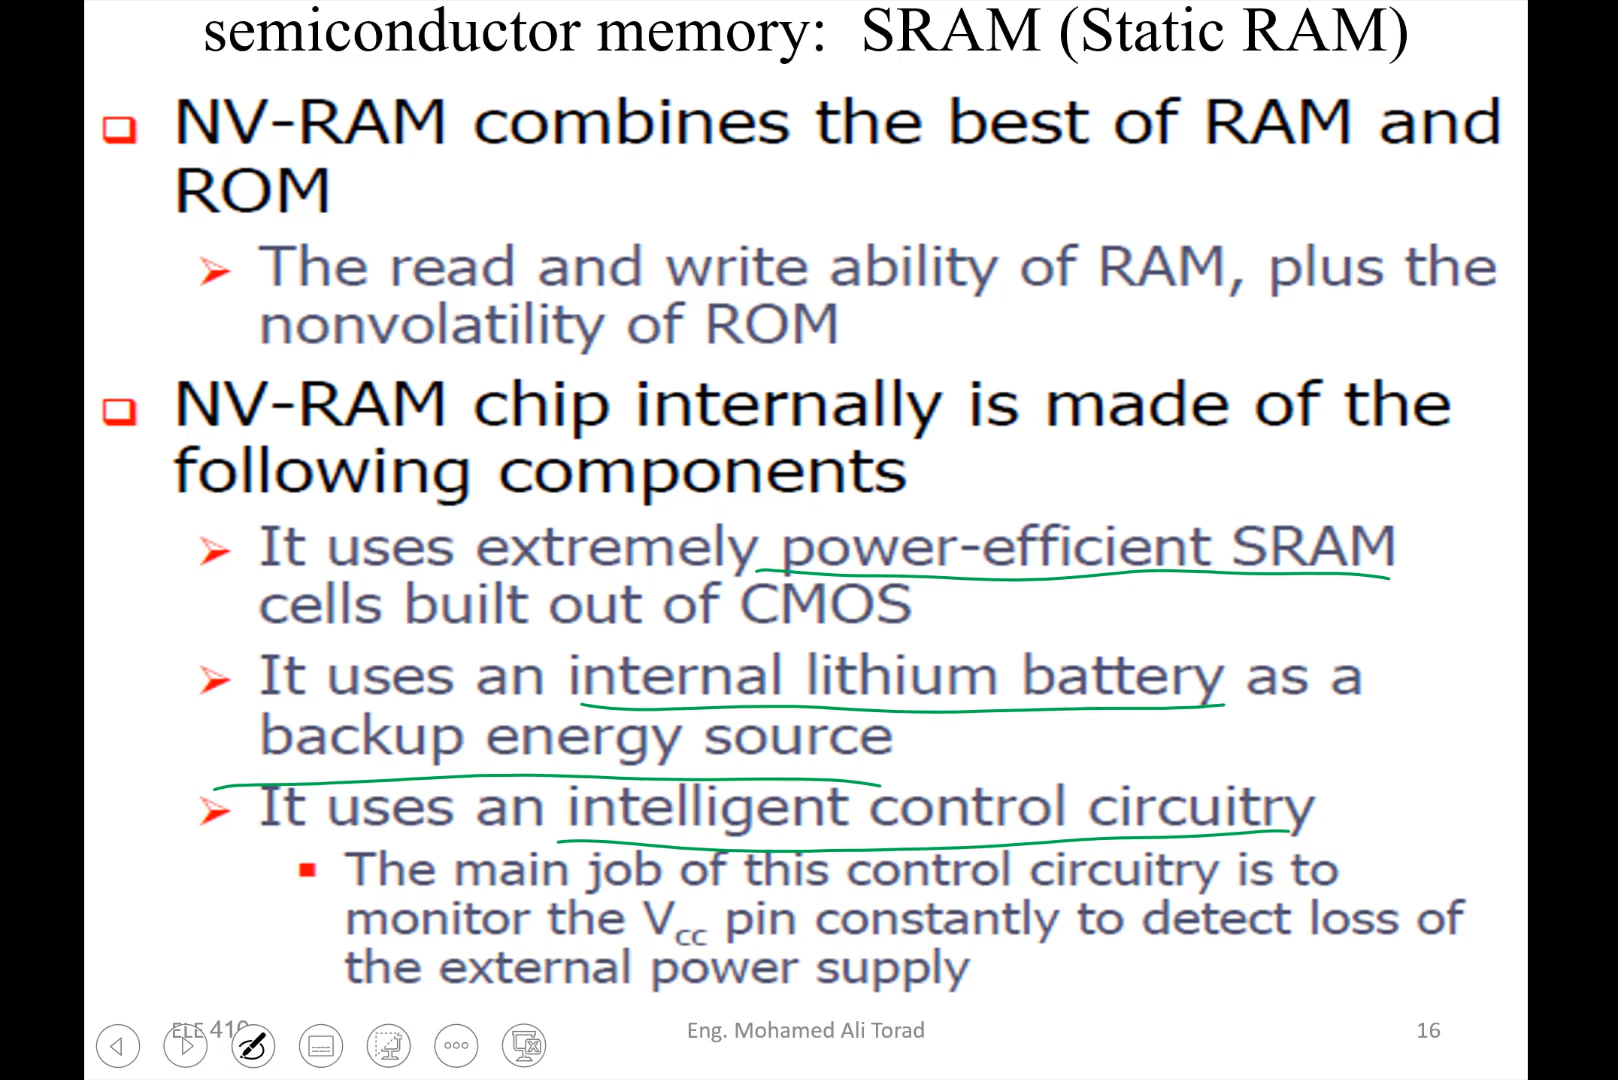 semiconductor memory: SRAM (Static RAM)
NV-RAM combines the best of RAM and
ROM
The read and write ability of RAM, plus the
nonvolatility of ROM
NV-RAM chip internally is made of the
following components
It uses extremely power-efficient SRAM
cells built out of CMOS
It uses an internal lithium battery as a
backup energy source
It uses an intelligent control circuitry
The main job of this control circuitry is to
monitor the Vcc pin constantly to detect loss of
the external power supply
ELE 410
Eng. Mohamed Ali Torad
16